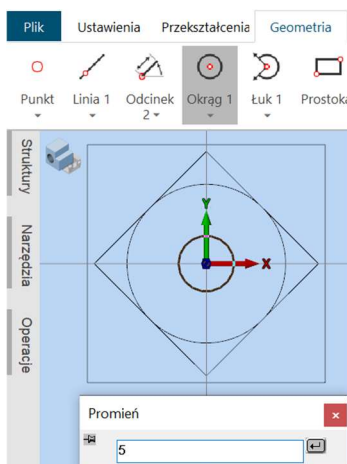 Plik Ustawienia Przekształcenia Geometria
Punkt Linia 1 Odcinek 2 Okrąg 1 Łuk 1 Prostoką
Struktury
Narzędzia
Operacje
Y
X
Promień
5